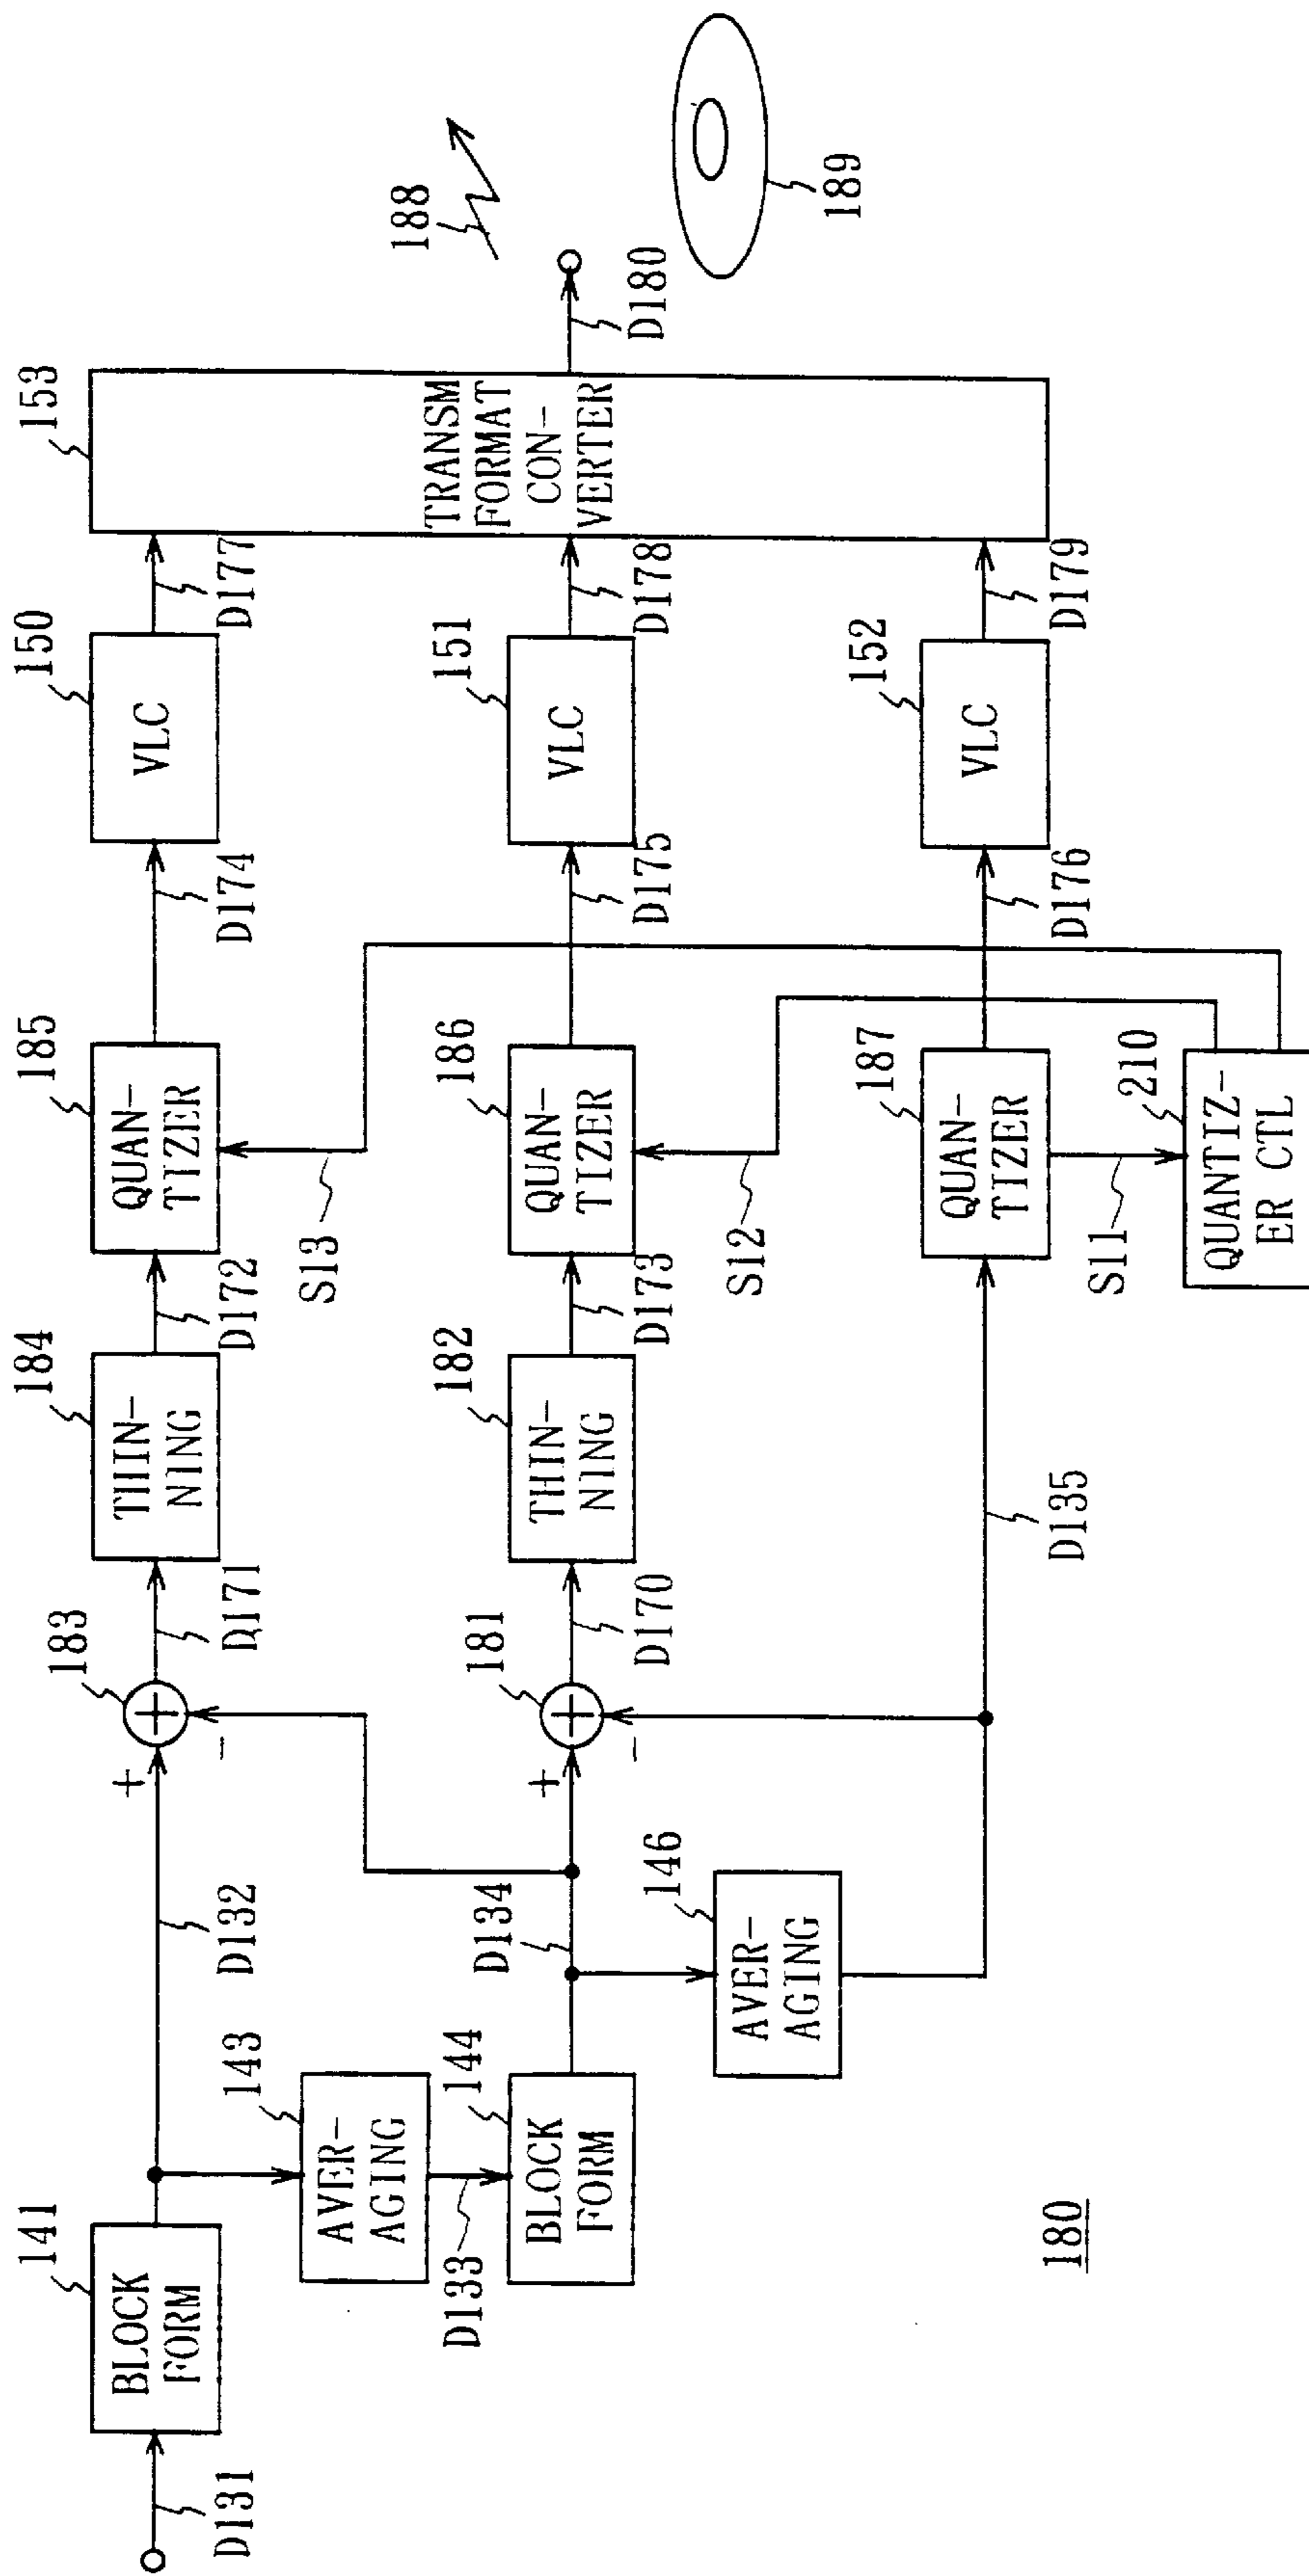 D131
141
BLOCK
FORM
D132
183
+
-
D171
184
THIN-
NING
D172
185
QUAN-
TIZER
S13
D174
150
VLC
D177
153
TRANSM
FORMAT
CON-
VERTER
D180
188
189
143
AVER-
AGING
D133
144
BLOCK
FORM
D134
181
+
-
D170
182
THIN-
NING
D173
186
QUAN-
TIZER
S12
D175
151
VLC
D178
146
AVER-
AGING
D135
187
QUAN-
TIZER
S11
D176
152
VLC
D179
210
QUANTIZ-
ER CTL
180